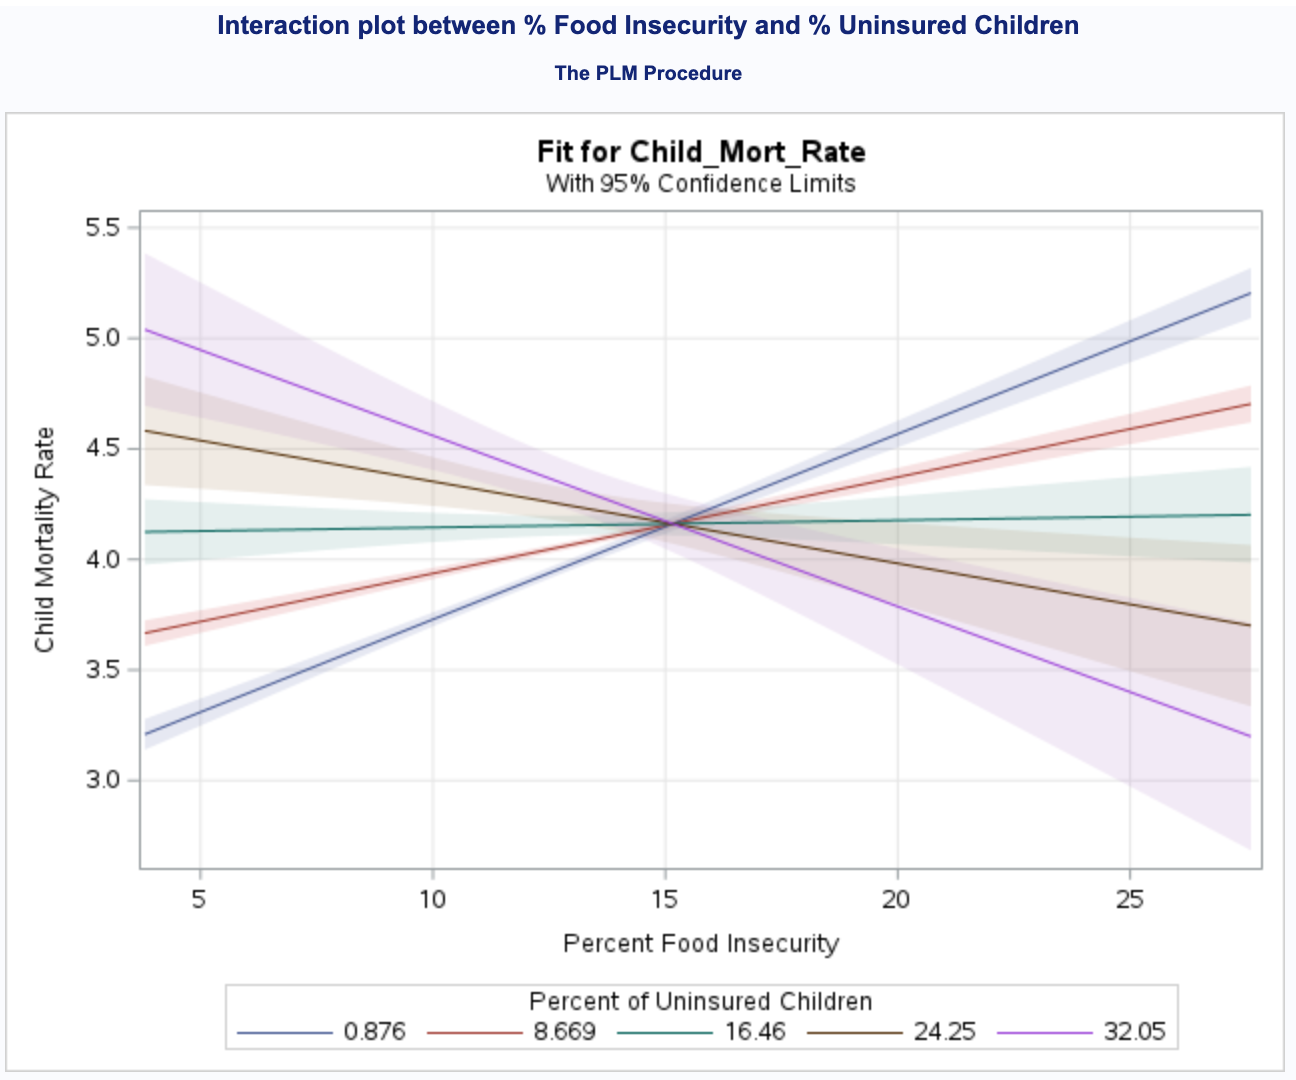 Interaction plot between % Food Insecurity and % Uninsured Children
The PLM Procedure
Fit for Child_Mort_Rate
With 95% Confidence Limits
5.5
5.0
4.5
4.0
3.5
3.0
Child Mortality Rate
5 10 15 20 25
Percent Food Insecurity
Percent of Uninsured Children
0.876 8.669 16.46 24.25 32.05